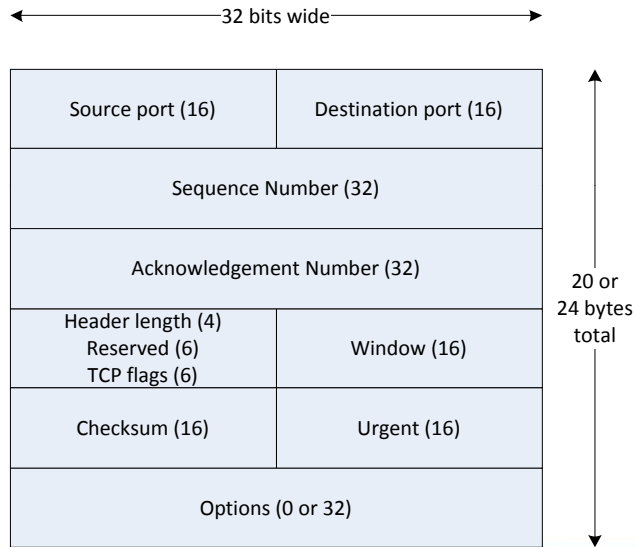 32 bits wide
Source port (16)
Destination port (16)
Sequence Number (32)
Acknowledgement Number (32)
Header length (4)
Reserved (6)
TCP flags (6)
Window (16)
20 or
24 bytes
total
Checksum (16)
Urgent (16)
Options (0 or 32)